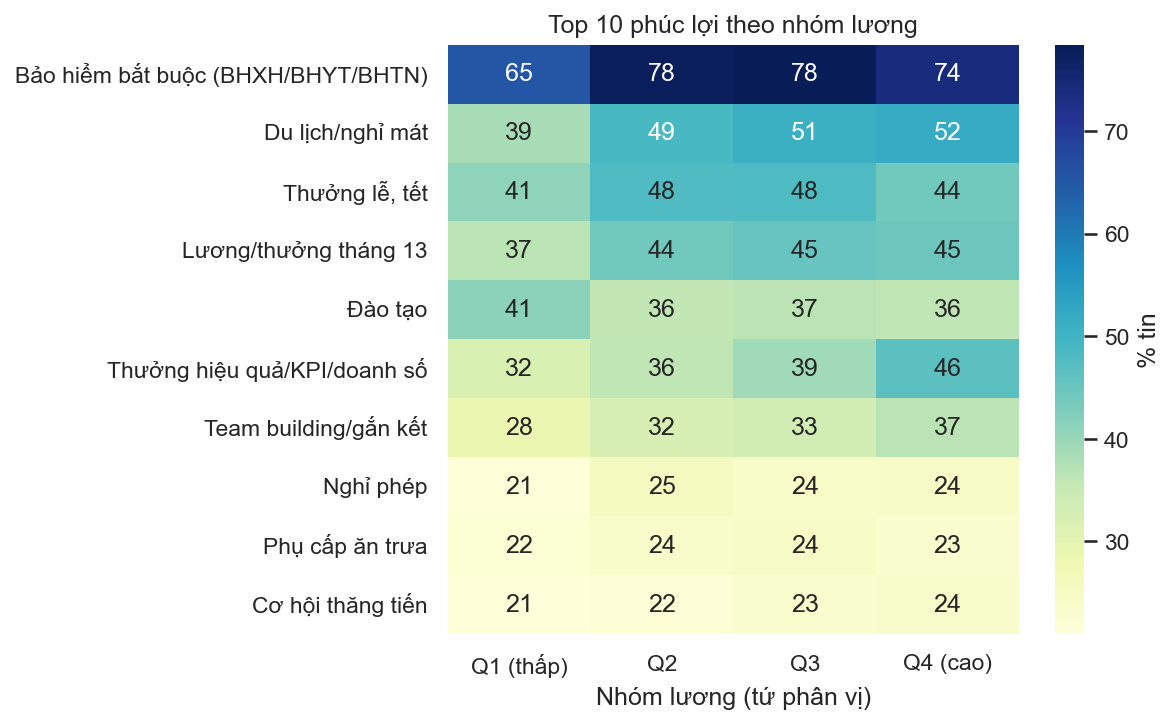 Top 10 phúc lợi theo nhóm lương
Bảo hiểm bắt buộc (BHXH/BHYT/BHTN) 65 78 78 74
Du lịch/nghỉ mát 39 49 51 52
Thưởng lễ, tết 41 48 48 44
Lương/thưởng tháng 13 37 44 45 45
Đào tạo 41 36 37 36
Thưởng hiệu quả/KPI/doanh số 32 36 39 46
Team building/gắn kết 28 32 33 37
Nghỉ phép 21 25 24 24
Phụ cấp ăn trưa 22 24 24 23
Cơ hội thăng tiến 21 22 23 24
Q1 (thấp) Q2 Q3 Q4 (cao)
Nhóm lương (tứ phân vị)
70
60
50
40
30
% tin